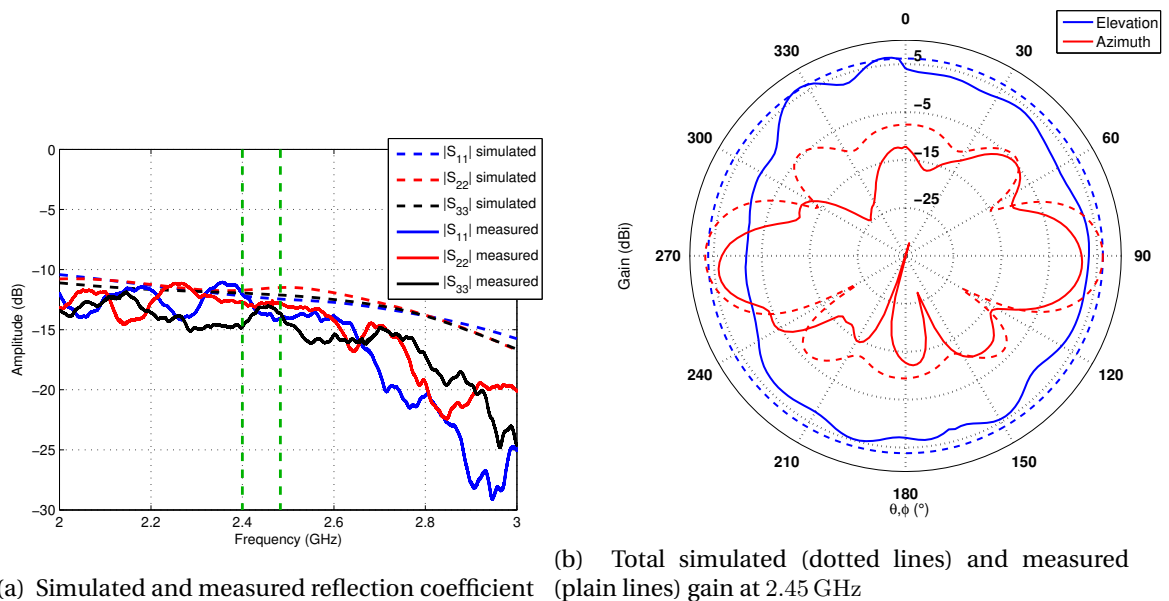 0
-5
-10
-15
-20
-25
-30
Amplitude (dB)
2
2.2
2.4
2.6
2.8
3
Frequency (GHz)
|S11| simulated
|S22| simulated
|S33| simulated
|S11| measured
|S22| measured
|S33| measured
(a) Simulated and measured reflection coefficient
Elevation
Azimuth
0
30
60
90
120
150
180
210
240
270
300
330
5
-5
-15
-25
Gain (dBi)
θ,ϕ (°)
(b) Total simulated (dotted lines) and measured
(plain lines) gain at 2.45 GHz